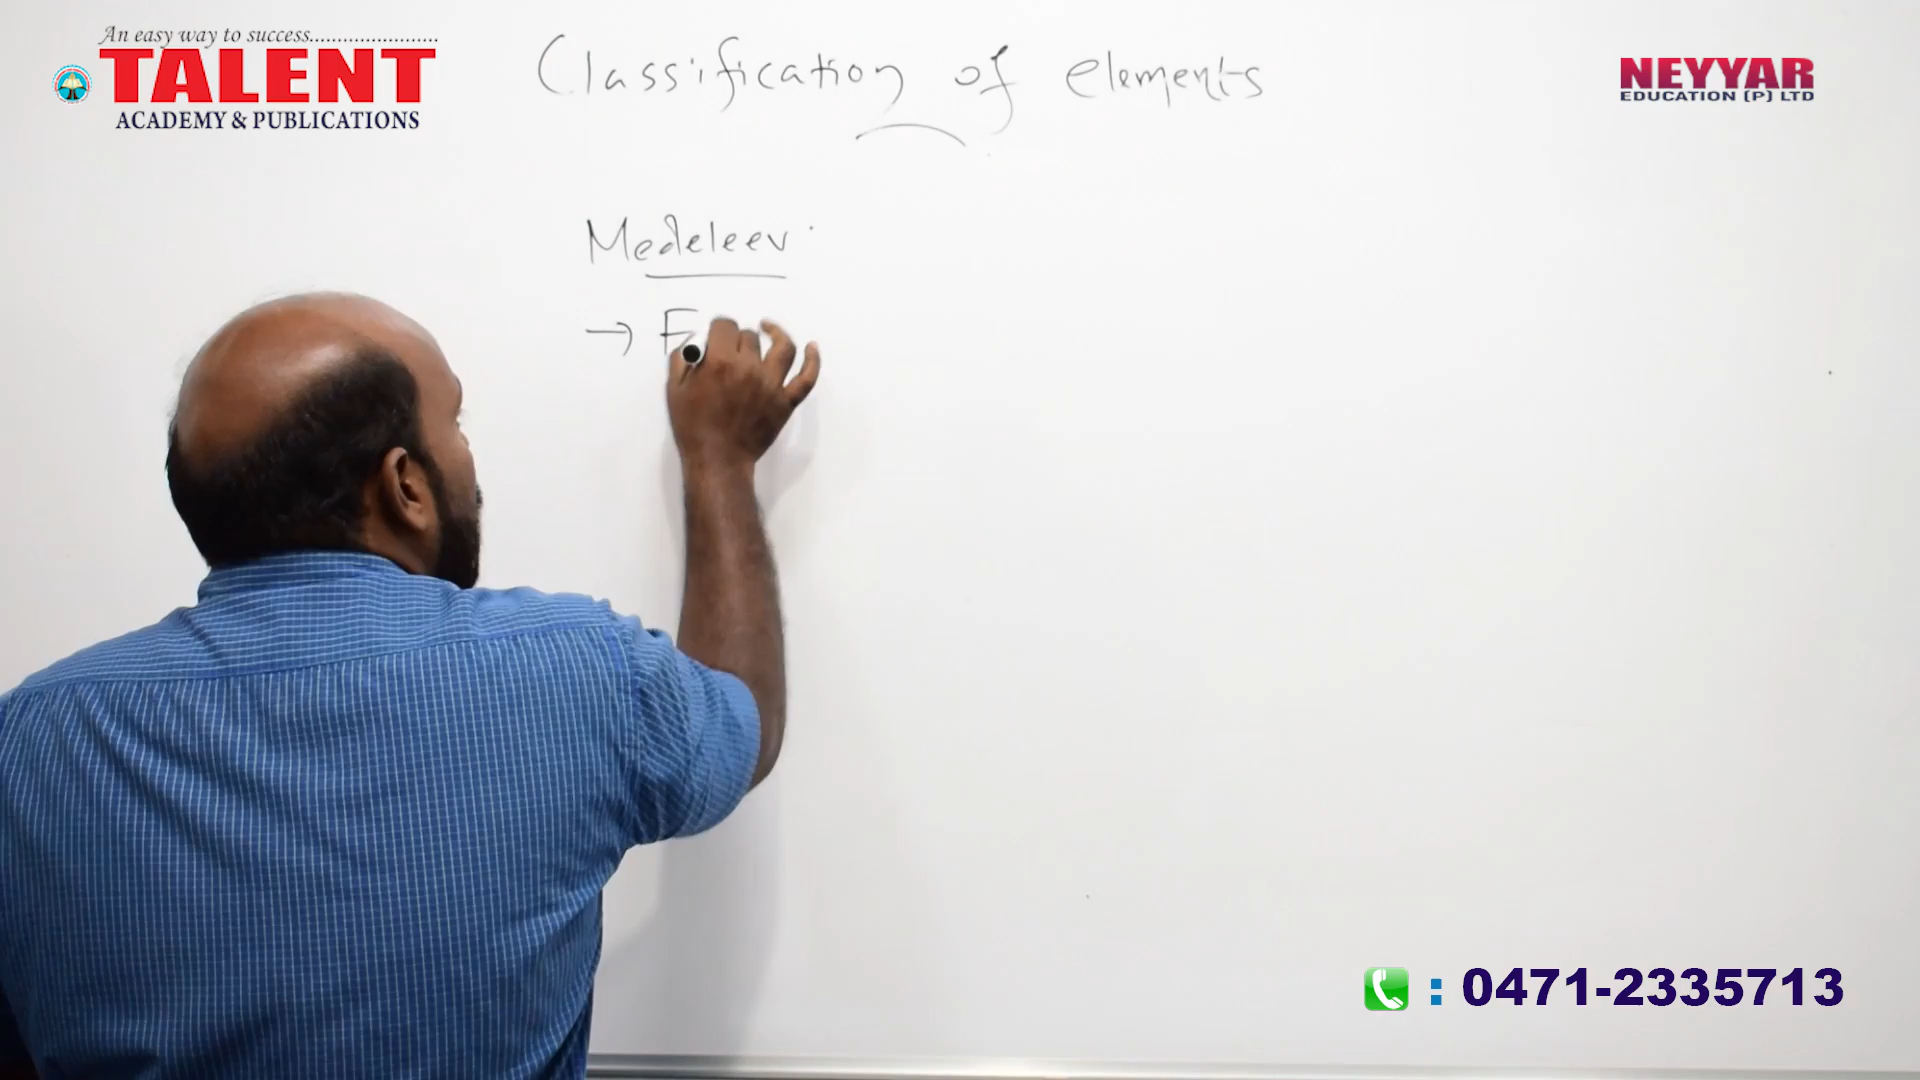 An easy way to success.......................
TALENT
ACADEMY & PUBLICATIONS
NEYYAR
EDUCATION (P) LTD
Classification of elements
Medeleev
→ F
: 0471-2335713